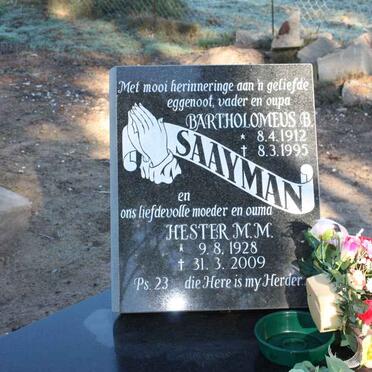 Met mooi herinneringe aan 'n geliefde
eggenoot, vader en oupa
BARTHOLOMEUS B.
* 8.4.1912
† 8.3.1995
SAAYMAN
en
ons liefdevolle moeder en ouma
HESTER M.M.
* 9.8.1928
† 31.3.2009
Ps. 23 die Here is my Herder..